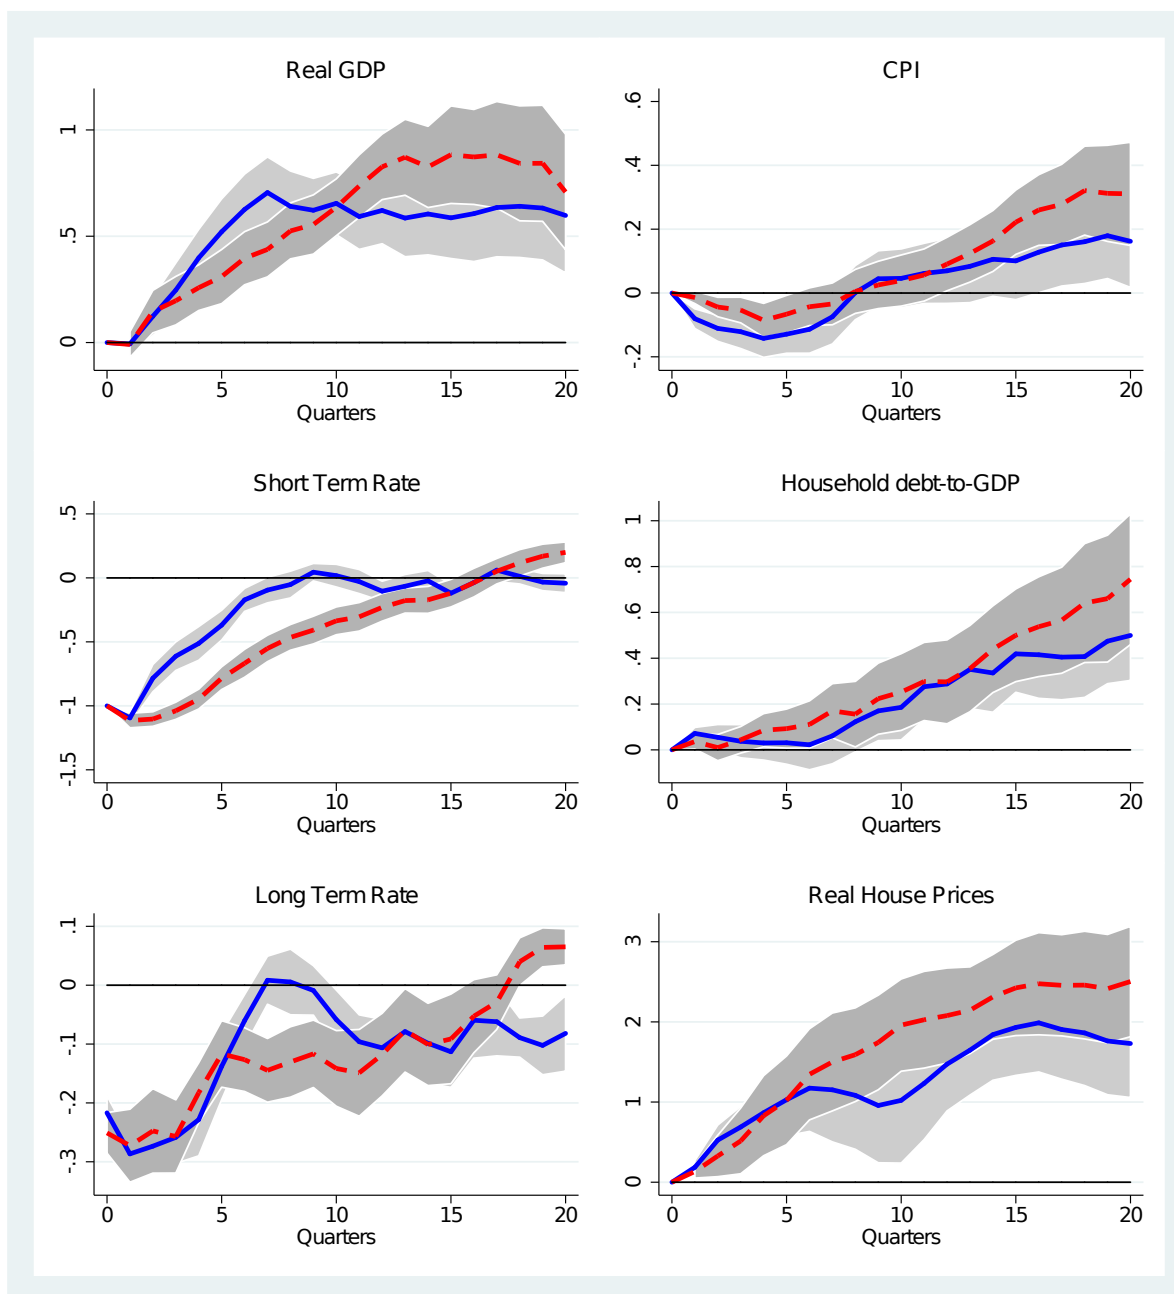 Real GDP
1
.5
0
0 5 10 15 20
Quarters
CPI
.6
.4
.2
0
-.2
0 5 10 15 20
Quarters
Short Term Rate
.5
0
-.5
-1
-1.5
0 5 10 15 20
Quarters
Household debt-to-GDP
1
.8
.6
.4
.2
0
0 5 10 15 20
Quarters
Long Term Rate
.1
0
-.1
-.2
-.3
0 5 10 15 20
Quarters
Real House Prices
3
2
1
0
0 5 10 15 20
Quarters